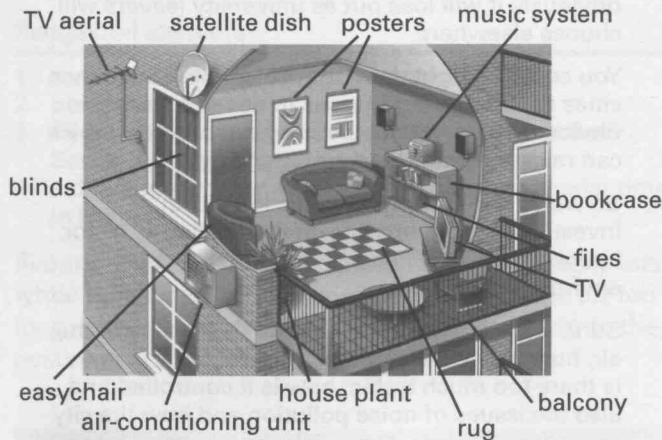 TV aerial
satellite dish
posters
music system
blinds
bookcase
files
TV
easychair
air-conditioning unit
house plant
rug
balcony